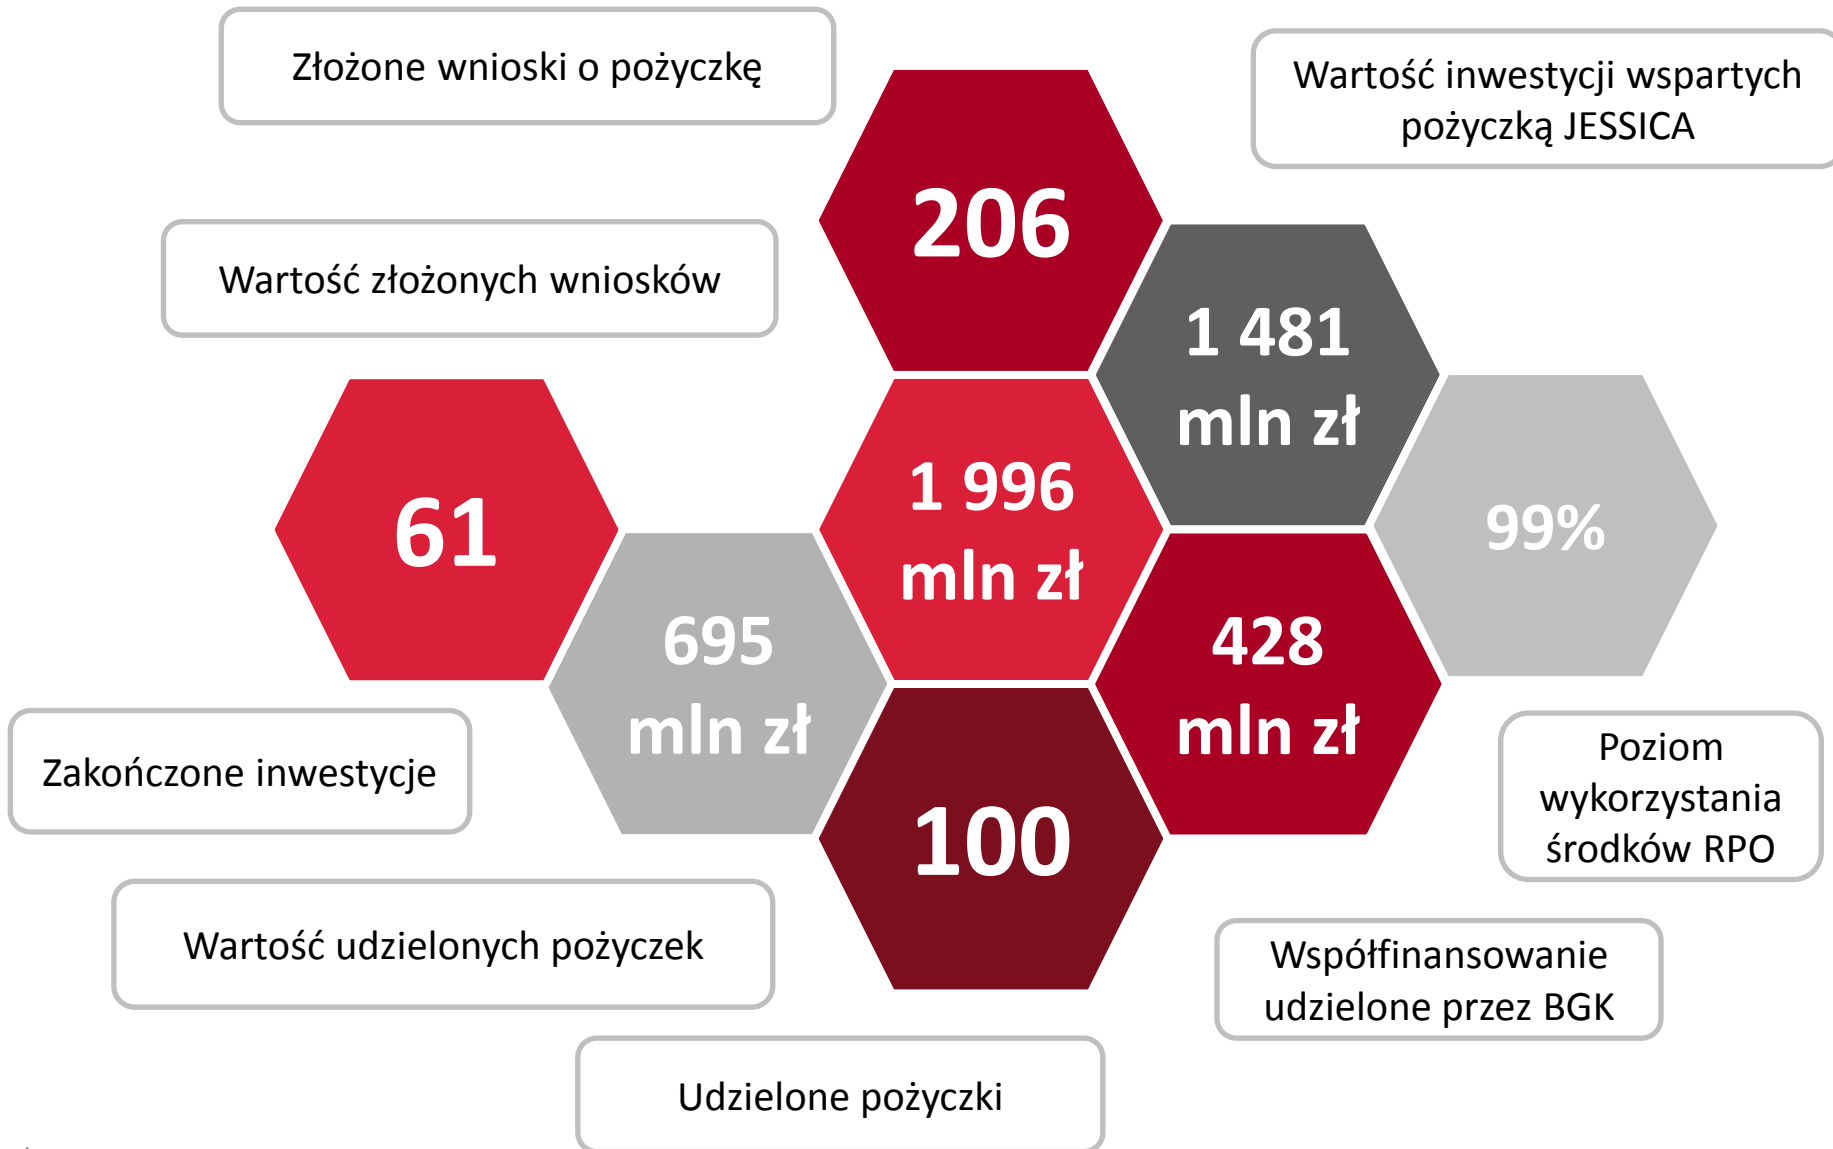 Złożone wnioski o pożyczkę
Wartość inwestycji wspartych
pożyczką JESSICA
206
Wartość złożonych wniosków
1 481
mln zł
61
1 996
mln zł
99%
695
mln zł
428
mln zł
Zakończone inwestycje
100
Poziom
wykorzystania
środków RPO
Wartość udzielonych pożyczek
Współfinansowanie
udzielone przez BGK
Udzielone pożyczki